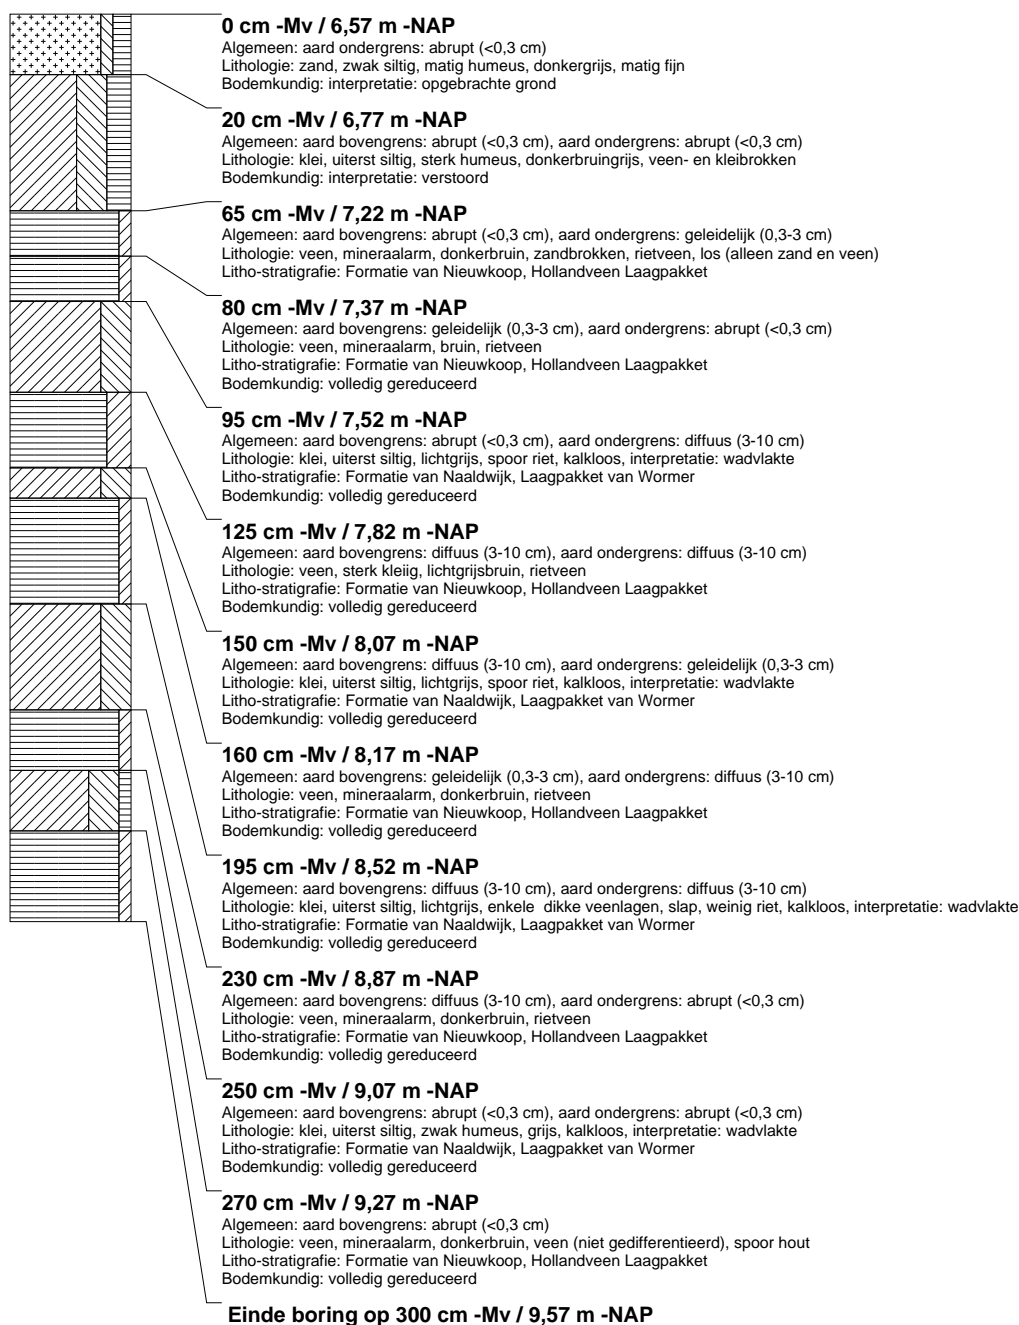 0 cm -Mv / 6,57 m -NAP
Algemeen: aard ondergrens: abrupt (<0,3 cm)
Lithologie: zand, zwak siltig, matig humeus, donkergrijs, matig fijn
Bodemkundig: interpretatie: opgebrachte grond
20 cm -Mv / 6,77 m -NAP
Algemeen: aard bovengrens: abrupt (<0,3 cm), aard ondergrens: abrupt (<0,3 cm)
Lithologie: klei, uiterst siltig, sterk humeus, donkerbruingrijs, veen- en kleibrokken
Bodemkundig: interpretatie: verstoord
65 cm -Mv / 7,22 m -NAP
Algemeen: aard bovengrens: abrupt (<0,3 cm), aard ondergrens: geleidelijk (0,3-3 cm)
Lithologie: veen, mineraalarm, donkerbruin, zandbrokken, rietveen, los (alleen zand en veen)
Litho-stratigrafie: Formatie van Nieuwkoop, Hollandveen Laagpakket
80 cm -Mv / 7,37 m -NAP
Algemeen: aard bovengrens: geleidelijk (0,3-3 cm), aard ondergrens: abrupt (<0,3 cm)
Lithologie: veen, mineraalarm, bruin, rietveen
Litho-stratigrafie: Formatie van Nieuwkoop, Hollandveen Laagpakket
Bodemkundig: volledig gereduceerd
95 cm -Mv / 7,52 m -NAP
Algemeen: aard bovengrens: abrupt (<0,3 cm), aard ondergrens: diffuus (3-10 cm)
Lithologie: klei, uiterst siltig, lichtgrijs, spoor riet, kalkloos, interpretatie: wadvlakte
Litho-stratigrafie: Formatie van Naaldwijk, Laagpakket van Wormer
Bodemkundig: volledig gereduceerd
125 cm -Mv / 7,82 m -NAP
Algemeen: aard bovengrens: diffuus (3-10 cm), aard ondergrens: diffuus (3-10 cm)
Lithologie: veen, sterk kleiig, lichtgrijsbruin, rietveen
Litho-stratigrafie: Formatie van Nieuwkoop, Hollandveen Laagpakket
Bodemkundig: volledig gereduceerd
150 cm -Mv / 8,07 m -NAP
Algemeen: aard bovengrens: diffuus (3-10 cm), aard ondergrens: geleidelijk (0,3-3 cm)
Lithologie: klei, uiterst siltig, lichtgrijs, spoor riet, kalkloos, interpretatie: wadvlakte
Litho-stratigrafie: Formatie van Naaldwijk, Laagpakket van Wormer
Bodemkundig: volledig gereduceerd
160 cm -Mv / 8,17 m -NAP
Algemeen: aard bovengrens: geleidelijk (0,3-3 cm), aard ondergrens: diffuus (3-10 cm)
Lithologie: veen, mineraalarm, donkerbruin, rietveen
Litho-stratigrafie: Formatie van Nieuwkoop, Hollandveen Laagpakket
Bodemkundig: volledig gereduceerd
195 cm -Mv / 8,52 m -NAP
Algemeen: aard bovengrens: diffuus (3-10 cm), aard ondergrens: diffuus (3-10 cm)
Lithologie: klei, uiterst siltig, lichtgrijs, enkele dikke veenlagen, slap, weinig riet, kalkloos, interpretatie: wadvlakte
Litho-stratigrafie: Formatie van Naaldwijk, Laagpakket van Wormer
Bodemkundig: volledig gereduceerd
230 cm -Mv / 8,87 m -NAP
Algemeen: aard bovengrens: diffuus (3-10 cm), aard ondergrens: abrupt (<0,3 cm)
Lithologie: veen, mineraalarm, donkerbruin, rietveen
Litho-stratigrafie: Formatie van Nieuwkoop, Hollandveen Laagpakket
Bodemkundig: volledig gereduceerd
250 cm -Mv / 9,07 m -NAP
Algemeen: aard bovengrens: abrupt (<0,3 cm), aard ondergrens: abrupt (<0,3 cm)
Lithologie: klei, uiterst siltig, zwak humeus, grijs, kalkloos, interpretatie: wadvlakte
Litho-stratigrafie: Formatie van Naaldwijk, Laagpakket van Wormer
Bodemkundig: volledig gereduceerd
270 cm -Mv / 9,27 m -NAP
Algemeen: aard bovengrens: abrupt (<0,3 cm)
Lithologie: veen, mineraalarm, donkerbruin, veen (niet gedifferentieerd), spoor hout
Litho-stratigrafie: Formatie van Nieuwkoop, Hollandveen Laagpakket
Bodemkundig: volledig gereduceerd
Einde boring op 300 cm -Mv / 9,57 m -NAP